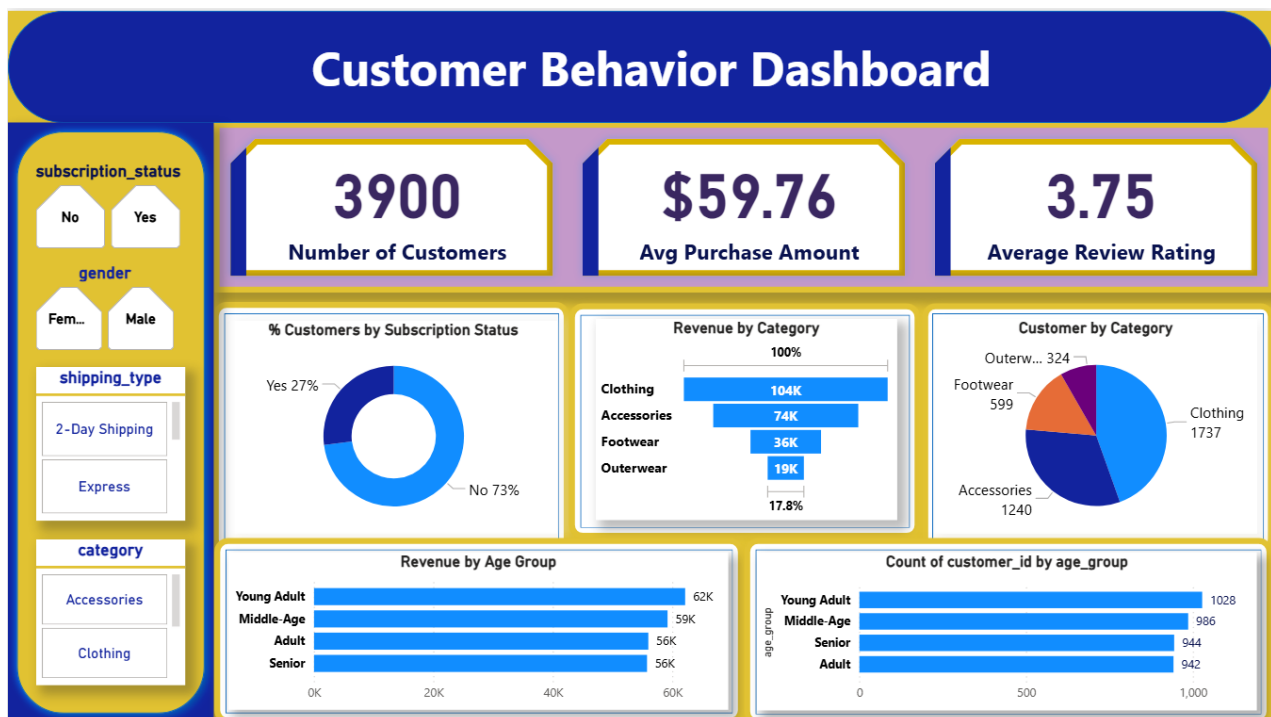 Customer Behavior Dashboard
subscription_status
No
Yes
gender
Fem...
Male
shipping_type
2-Day Shipping
Express
category
Accessories
Clothing
3900
Number of Customers
$59.76
Avg Purchase Amount
3.75
Average Review Rating
% Customers by Subscription Status
Yes 27%
No 73%
Revenue by Category
100%
Clothing 104K
Accessories 74K
Footwear 36K
Outerwear 19K
17.8%
Customer by Category
Outerw... 324
Footwear
599
Clothing
1737
Accessories
1240
Revenue by Age Group
Young Adult 62K
Middle-Age 59K
Adult 56K
Senior 56K
0K 20K 40K 60K
Count of customer_id by age_group
age_group
Young Adult 1028
Middle-Age 986
Senior 944
Adult 942
0 500 1,000